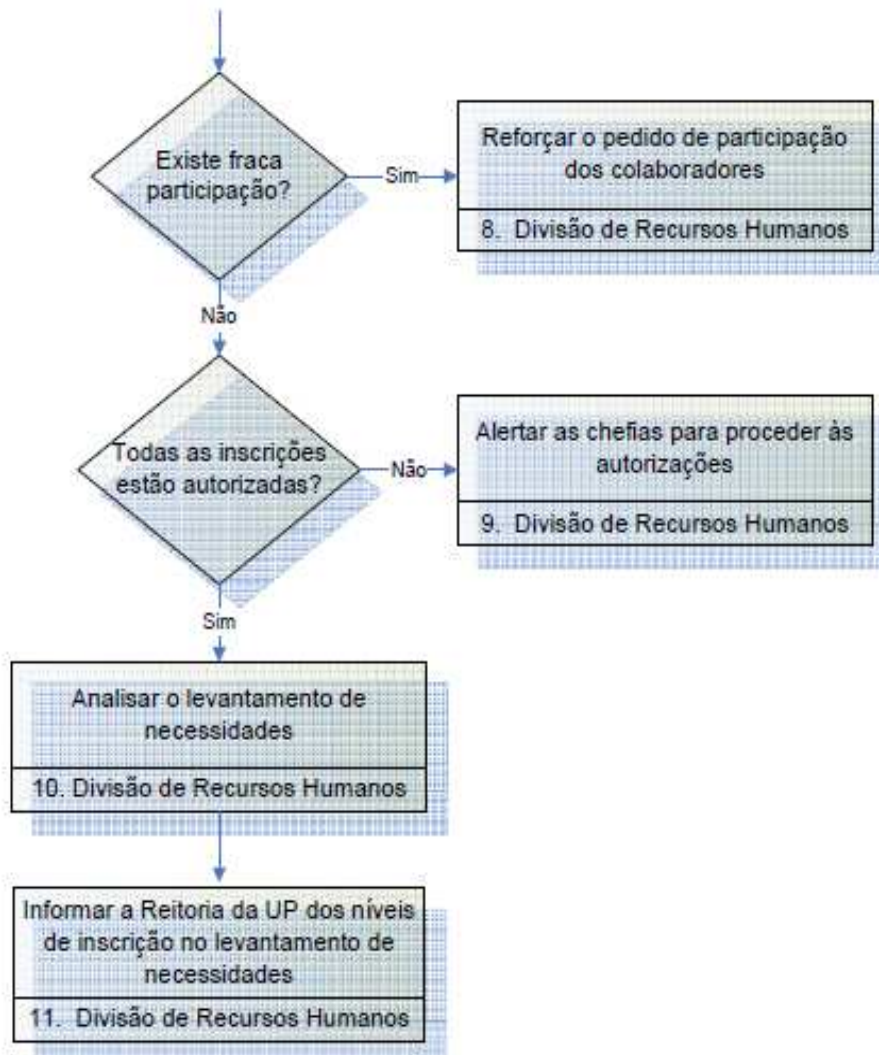 Existe fraca
participação?
Sim
Reforçar o pedido de participação
dos colaboradores
8. Divisão de Recursos Humanos
Não
Todas as inscrições
estão autorizadas?
Não
Alertar as chefias para proceder às
autorizações
9. Divisão de Recursos Humanos
Sim
Analisar o levantamento de
necessidades
10. Divisão de Recursos Humanos
Informar a Reitoria da UP dos níveis
de inscrição no levantamento de
necessidades
11. Divisão de Recursos Humanos